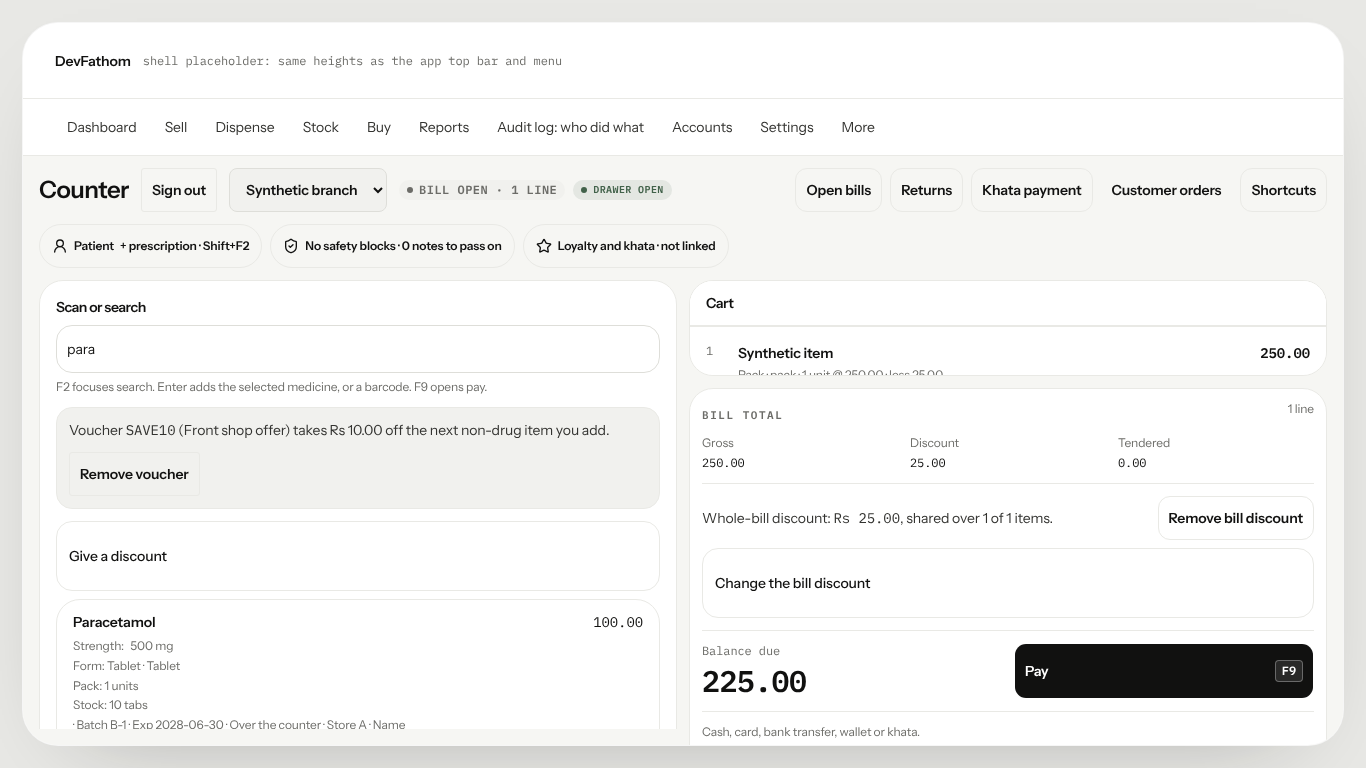 DevFathom shell placeholder: same heights as the app top bar and menu
Dashboard Sell Dispense Stock Buy Reports Audit log: who did what Accounts Settings More
Counter Sign out Synthetic branch BILL OPEN · 1 LINE DRAWER OPEN Open bills Returns Khata payment Customer orders Shortcuts
Patient + prescription · Shift+F2 No safety blocks · 0 notes to pass on Loyalty and khata · not linked
Scan or search
para
F2 focuses search. Enter adds the selected medicine, or a barcode. F9 opens pay.
Voucher SAVE10 (Front shop offer) takes Rs 10.00 off the next non-drug item you add.
Remove voucher
Give a discount
Paracetamol 100.00
Strength: 500 mg
Form: Tablet · Tablet
Pack: 1 units
Stock: 10 tabs
· Batch B-1 · Exp 2028-06-30 · Over the counter · Store A · Name
Cart
1 Synthetic item 250.00
Pack · pack · 1 unit @ 250.00 · less 25.00
BILL TOTAL 1 line
Gross Discount Tendered
250.00 25.00 0.00
Whole-bill discount: Rs 25.00, shared over 1 of 1 items. Remove bill discount
Change the bill discount
Balance due
225.00 Pay F9
Cash, card, bank transfer, wallet or khata.